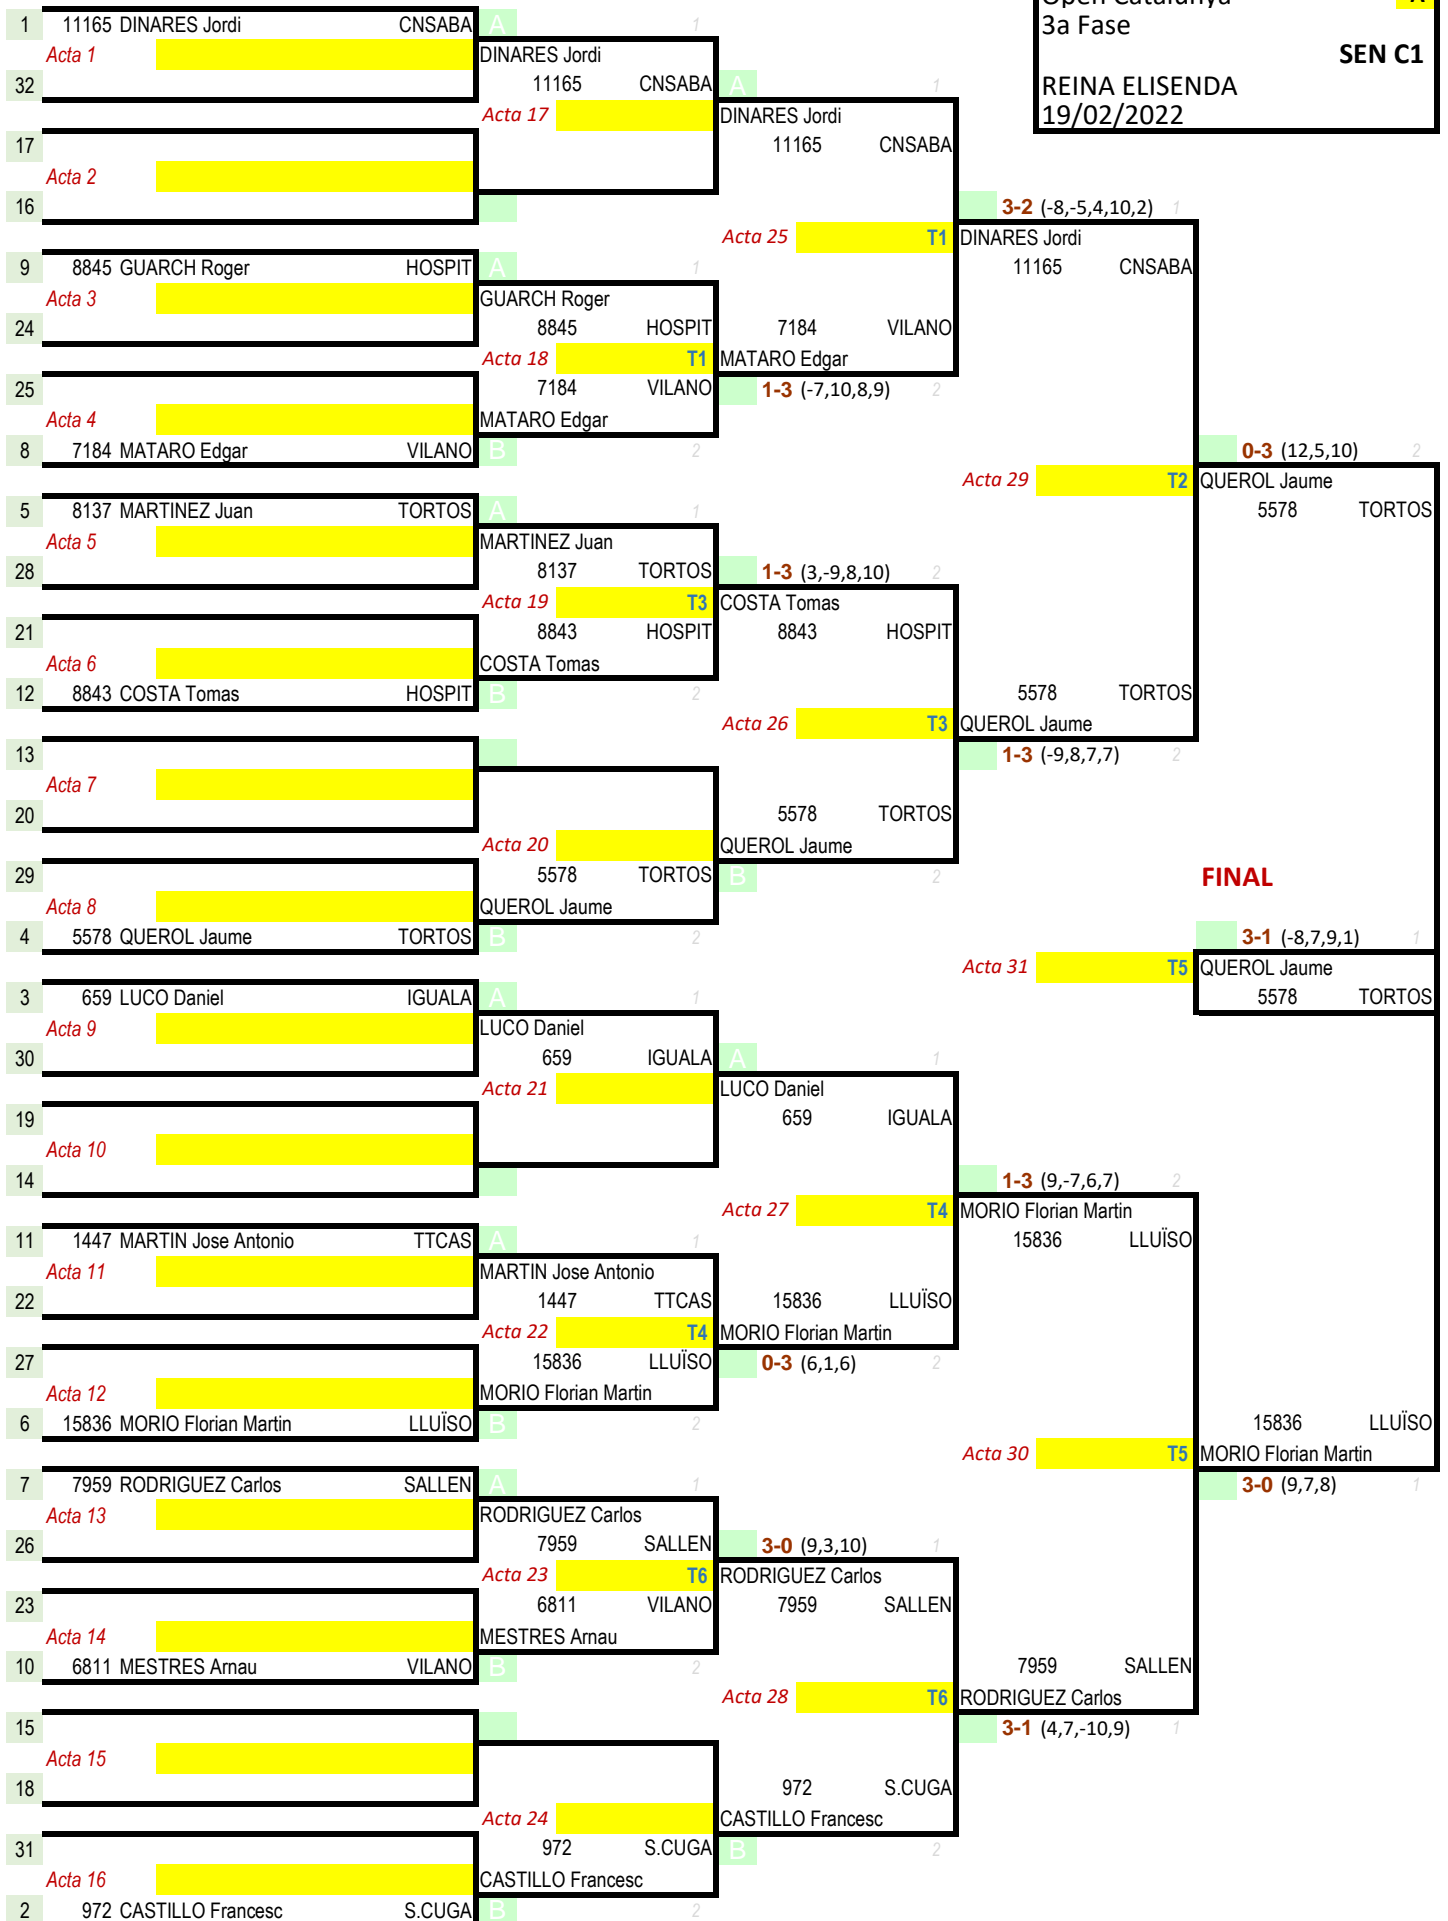 Open Catalunya
3a Fase
SEN C1
REINA ELISENDA
19/02/2022
1 11165 DINARES Jordi CNSABA A 1
Acta 1 DINARES Jordi
32 11165 CNSABA A 1
Acta 17 DINARES Jordi
17 11165 CNSABA
Acta 2
16 3-2 (-8,-5,4,10,2) 1
Acta 25 T1 DINARES Jordi
9 8845 GUARCH Roger HOSPIT A 1 11165 CNSABA
Acta 3 GUARCH Roger
24 8845 HOSPIT 7184 VILANO
Acta 18 T1 MATARO Edgar
25 7184 VILANO 1-3 (-7,10,8,9) 2
Acta 4 MATARO Edgar
8 7184 MATARO Edgar VILANO B 2 0-3 (12,5,10) 2
Acta 29 T2 QUEROL Jaume
5 8137 MARTINEZ Juan TORTOS A 1 5578 TORTOS
Acta 5 MARTINEZ Juan
28 8137 TORTOS 1-3 (3,-9,8,10) 2
Acta 19 T3 COSTA Tomas
21 8843 HOSPIT 8843 HOSPIT
Acta 6 COSTA Tomas
12 8843 COSTA Tomas HOSPIT B 2 5578 TORTOS
Acta 26 T3 QUEROL Jaume
13 1-3 (-9,8,7,7) 2
Acta 7
20 5578 TORTOS
Acta 20 QUEROL Jaume
29 5578 TORTOS B 2 FINAL
Acta 8 QUEROL Jaume
4 5578 QUEROL Jaume TORTOS B 2 3-1 (-8,7,9,1) 1
Acta 31 T5 QUEROL Jaume
3 659 LUCO Daniel IGUALA A 1 5578 TORTOS
Acta 9 LUCO Daniel
30 659 IGUALA A 1
Acta 21 LUCO Daniel
19 659 IGUALA
Acta 10
14 1-3 (9,-7,6,7) 2
Acta 27 T4 MORIO Florian Martin
11 1447 MARTIN Jose Antonio TTCAS A 1 15836 LLUÏSO
Acta 11 MARTIN Jose Antonio
22 1447 TTCAS 15836 LLUÏSO
Acta 22 T4 MORIO Florian Martin
27 15836 LLUÏSO 0-3 (6,1,6) 2
Acta 12 MORIO Florian Martin
6 15836 MORIO Florian Martin LLUÏSO B 2 15836 LLUÏSO
Acta 30 T5 MORIO Florian Martin
7 7959 RODRIGUEZ Carlos SALLEN A 1 3-0 (9,7,8) 1
Acta 13 RODRIGUEZ Carlos
26 7959 SALLEN 3-0 (9,3,10) 1
Acta 23 T6 RODRIGUEZ Carlos
23 6811 VILANO 7959 SALLEN
Acta 14 MESTRES Arnau
10 6811 MESTRES Arnau VILANO B 2 7959 SALLEN
Acta 28 T6 RODRIGUEZ Carlos
15 3-1 (4,7,-10,9) 1
Acta 15
18 972 S.CUGA
Acta 24 CASTILLO Francesc
31 972 S.CUGA B 2
Acta 16 CASTILLO Francesc
2 972 CASTILLO Francesc S.CUGA B 2